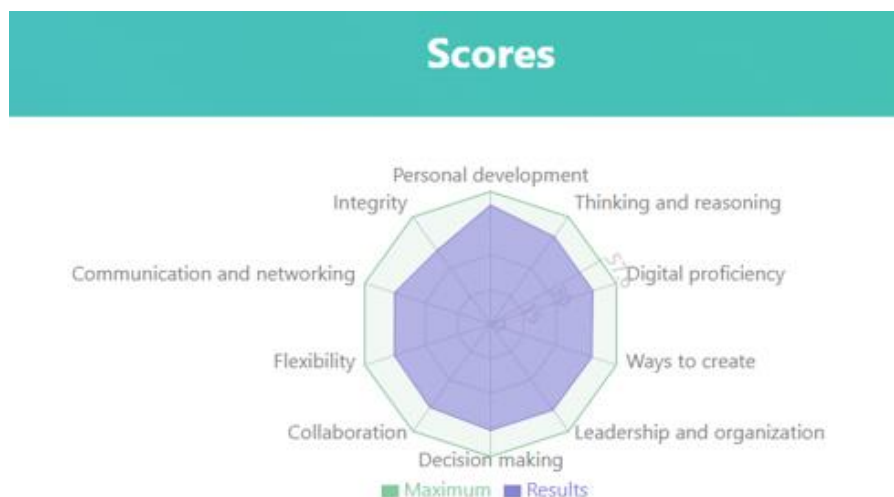 Scores
Personal development
Integrity
Thinking and reasoning
Communication and networking
Digital proficiency
Flexibility
Ways to create
Collaboration
Leadership and organization
Decision making
Maximum Results